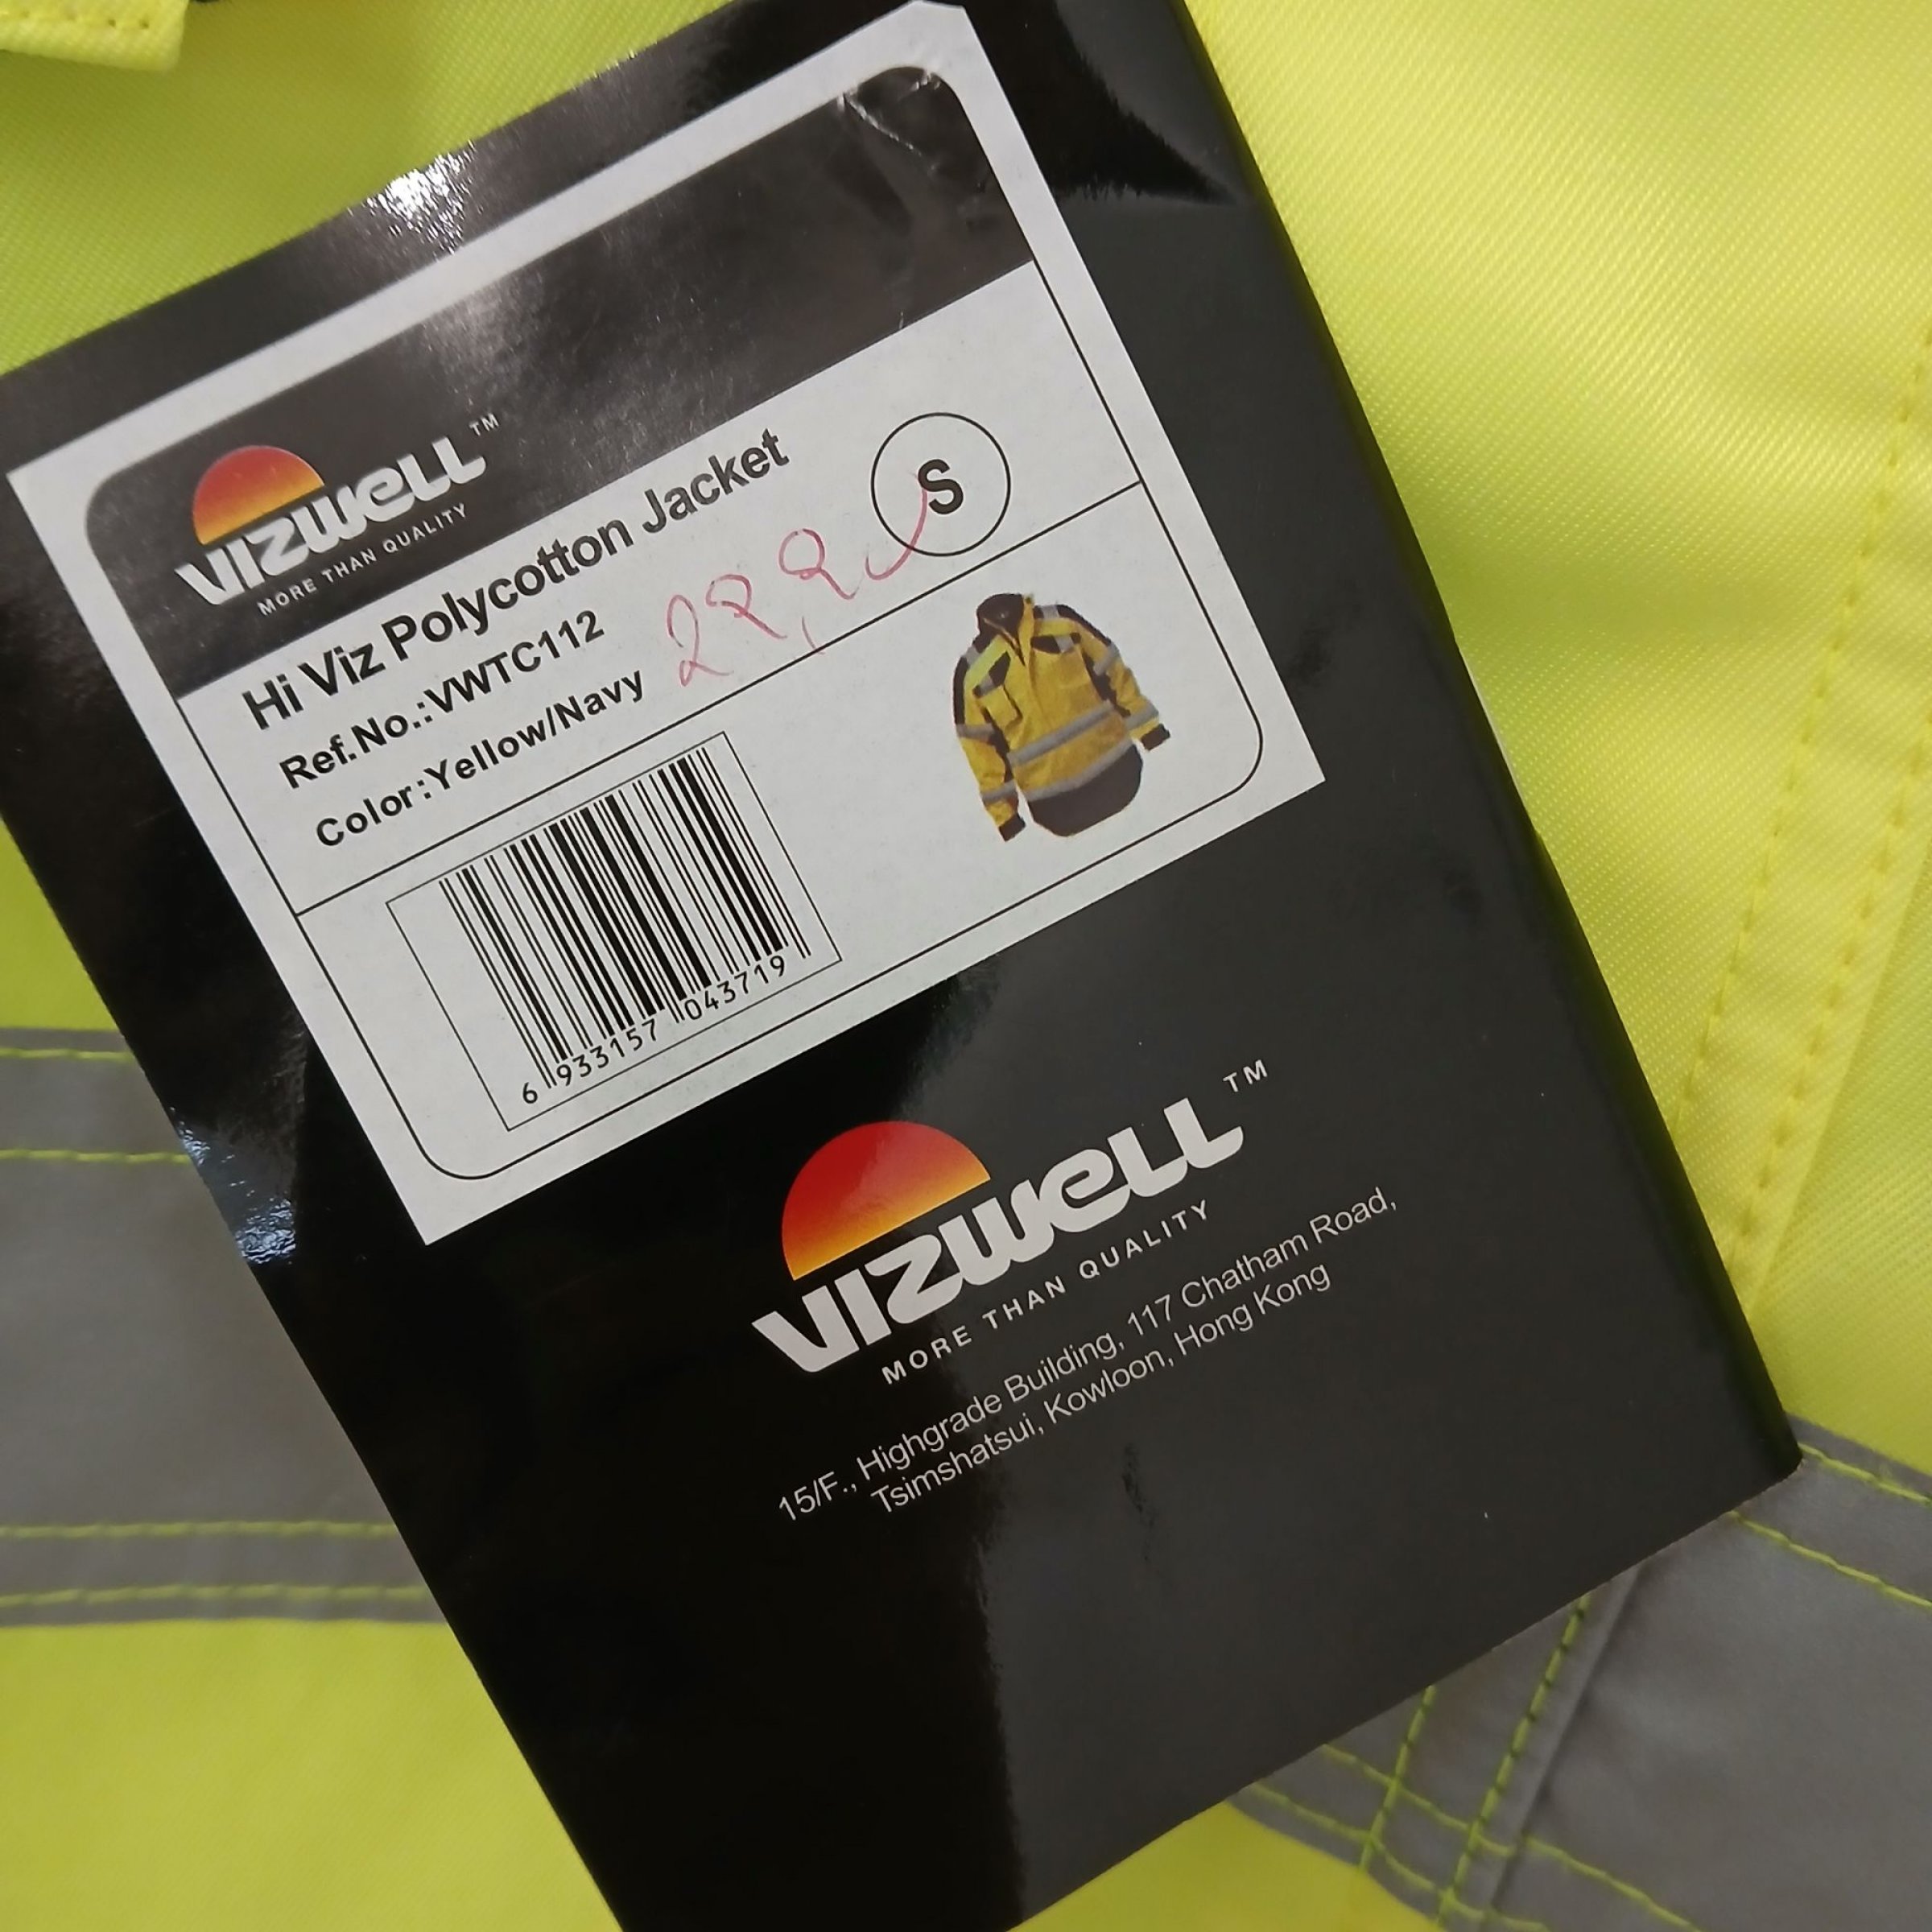 VIZWELL™
MORE THAN QUALITY
Hi Viz Polycotton Jacket
S
Ref.No.:VWTC112
Color:Yellow/Navy
6 933157 043719
VIZWELL™
MORE THAN QUALITY
15/F., Highgrade Building, 117 Chatham Road,
Tsimshatsui, Kowloon, Hong Kong